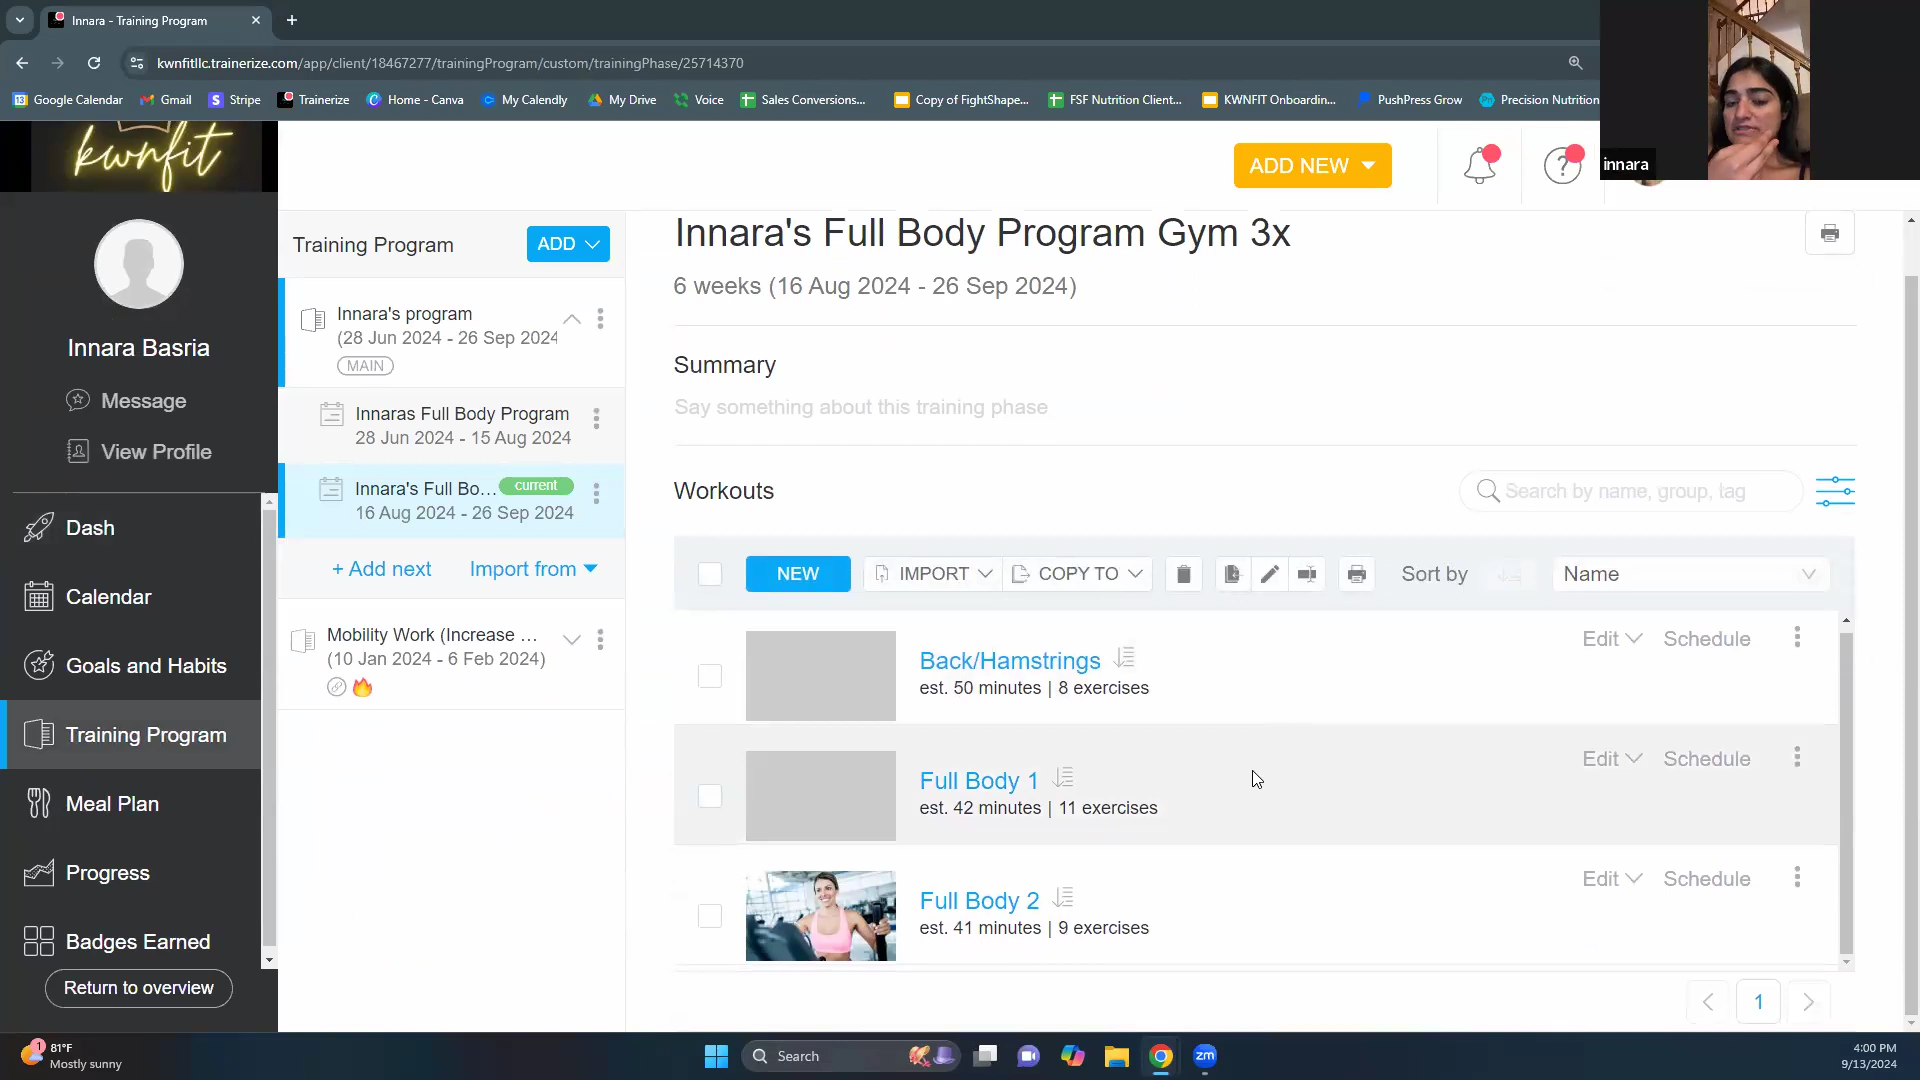 Innara - Training Program
kwnfitllc.trainerize.com/app/client/18467277/trainingProgram/custom/trainingPhase/25714370
Google Calendar
Gmail
Stripe
Trainerize
Home - Canva
My Calendly
My Drive
Voice
Sales Conversions...
Copy of FightShape...
FSF Nutrition Client...
KWNFIT Onboardin...
PushPress Grow
Precision Nutrition
innara
kwnfit
Innara Basria
Message
View Profile
Dash
Calendar
Goals and Habits
Training Program
Meal Plan
Progress
Badges Earned
Return to overview
ADD NEW
Training Program
ADD
Innara's program
(28 Jun 2024 - 26 Sep 2024
MAIN
Innaras Full Body Program
28 Jun 2024 - 15 Aug 2024
Innara's Full Bo... current
16 Aug 2024 - 26 Sep 2024
+ Add next Import from
Mobility Work (Increase ...
(10 Jan 2024 - 6 Feb 2024)
Innara's Full Body Program Gym 3x
6 weeks (16 Aug 2024 - 26 Sep 2024)
Summary
Say something about this training phase
Workouts
Search by name, group, tag
NEW IMPORT COPY TO Sort by Name
Back/Hamstrings
est. 50 minutes | 8 exercises
Edit Schedule
Full Body 1
est. 42 minutes | 11 exercises
Edit Schedule
Full Body 2
est. 41 minutes | 9 exercises
Edit Schedule
1
1
81°F
Mostly sunny
Search
zm
4:00 PM
9/13/2024